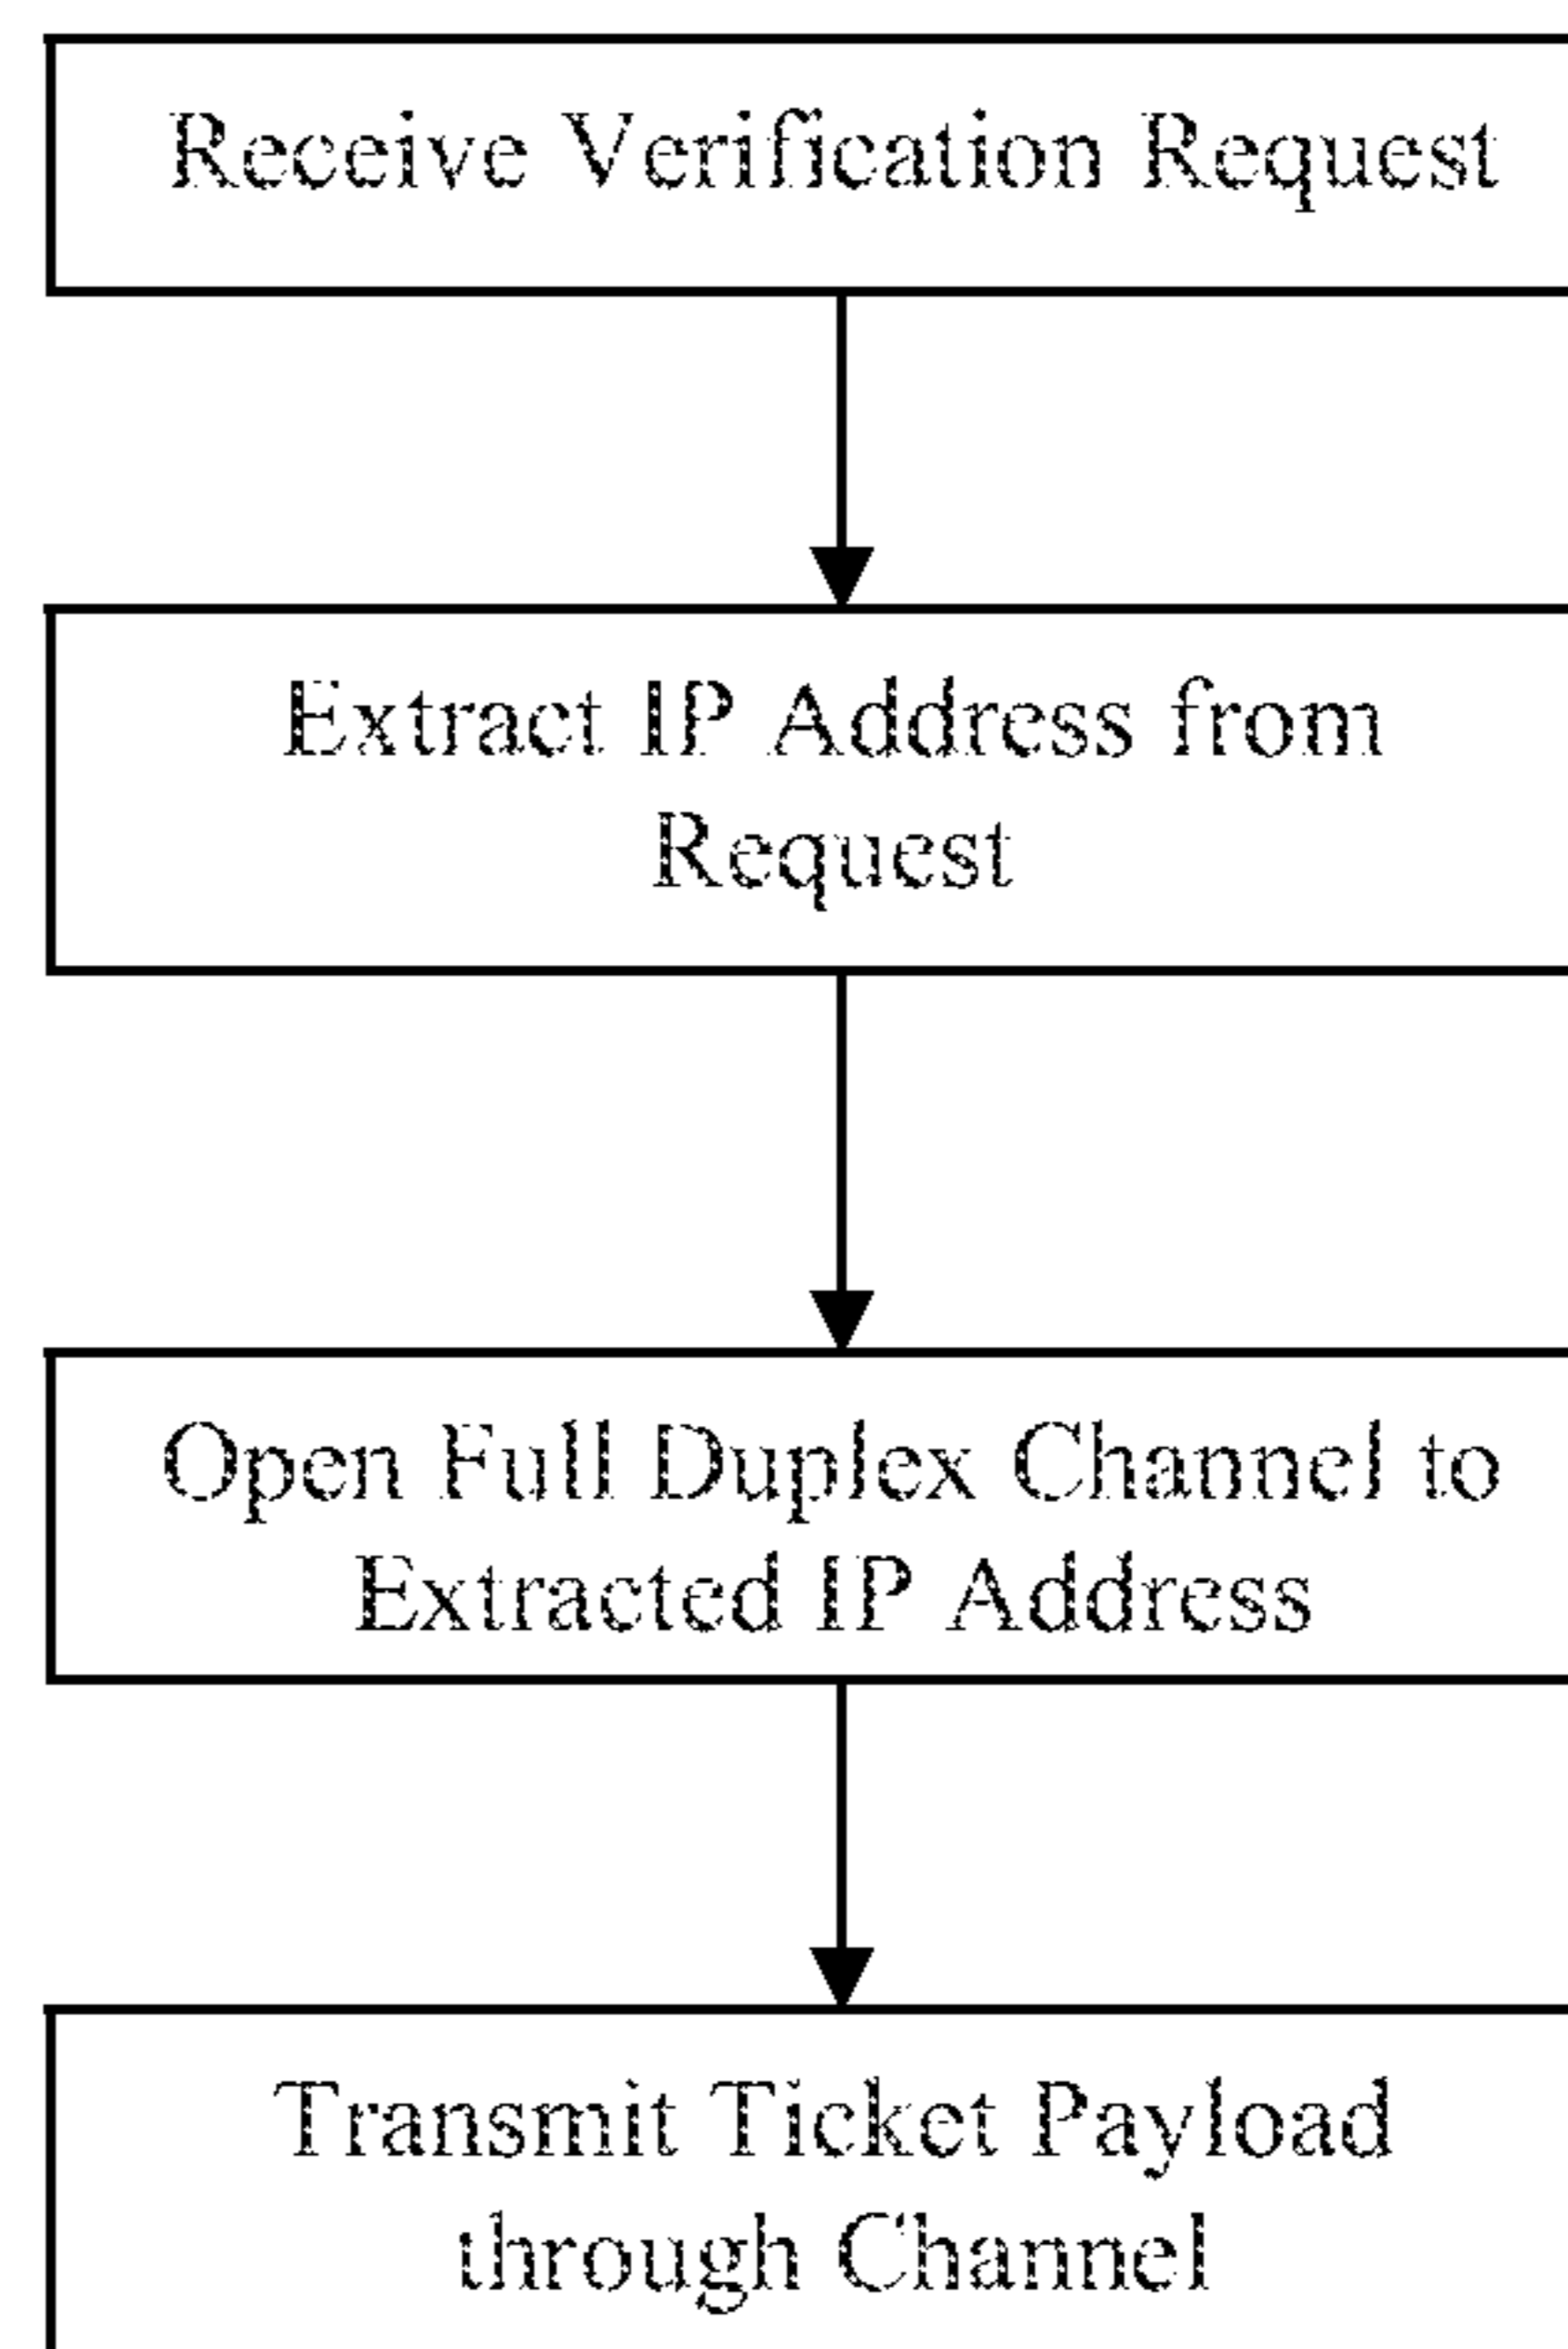 Receive Verification Request
Extract IP Address from
Request
Open Full Duplex Channel to
Extracted IP Address
Transmit Ticket Payload
through Channel